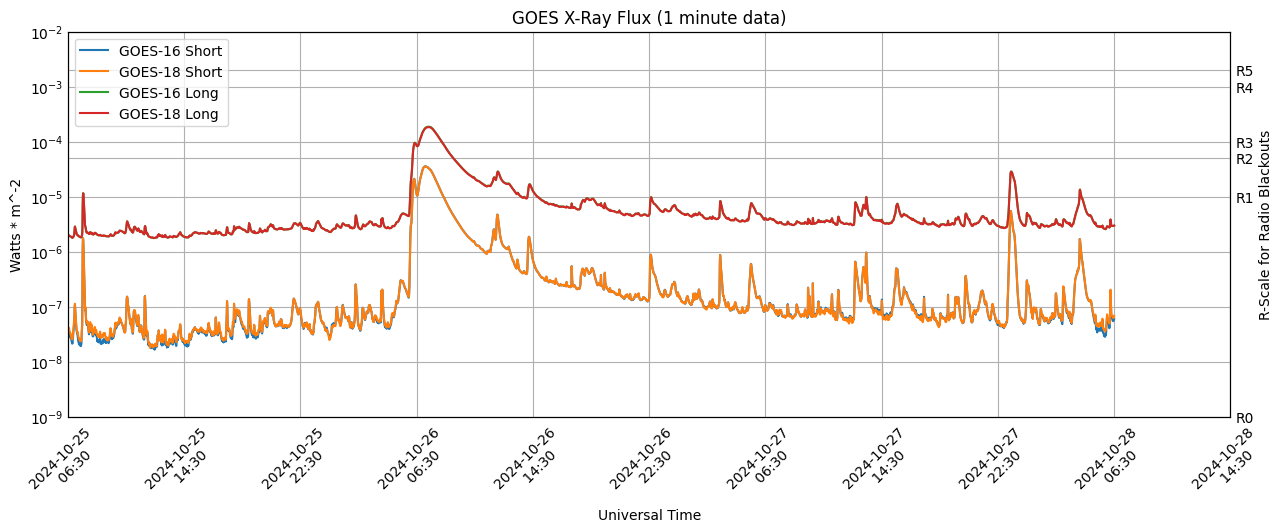 GOES X-Ray Flux (1 minute data)
GOES-16 Short
GOES-18 Short
GOES-16 Long
GOES-18 Long
10^-2
10^-3
10^-4
10^-5
10^-6
10^-7
10^-8
10^-9
Watts * m^-2
R5
R4
R3
R2
R1
R0
R-Scale for Radio Blackouts
2024-10-25
06:30
2024-10-25
14:30
2024-10-25
22:30
2024-10-26
06:30
2024-10-26
14:30
2024-10-26
22:30
2024-10-27
06:30
2024-10-27
14:30
2024-10-27
22:30
2024-10-28
06:30
2024-10-28
14:30
Universal Time